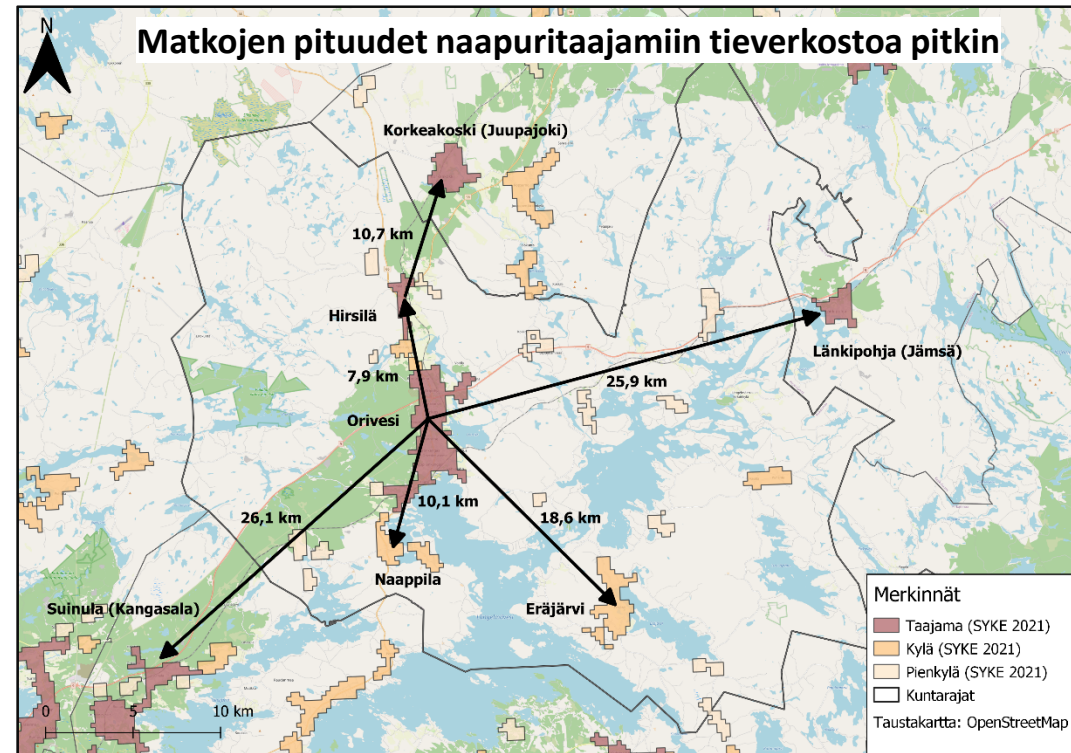 Matkojen pituudet naapuritaajamiin tieverkostoa pitkin
N
Korkeakoski (Juupajoki)
10,7 km
Hirsilä
Länkipohja (Jämsä)
7,9 km
25,9 km
Orivesi
10,1 km
26,1 km
18,6 km
Naappila
Suinula (Kangasala)
Eräjärvi
Merkinnät
Taajama (SYKE 2021)
Kylä (SYKE 2021)
Pienkylä (SYKE 2021)
Kuntarajat
Taustakartta: OpenStreetMap
0 5 10 km